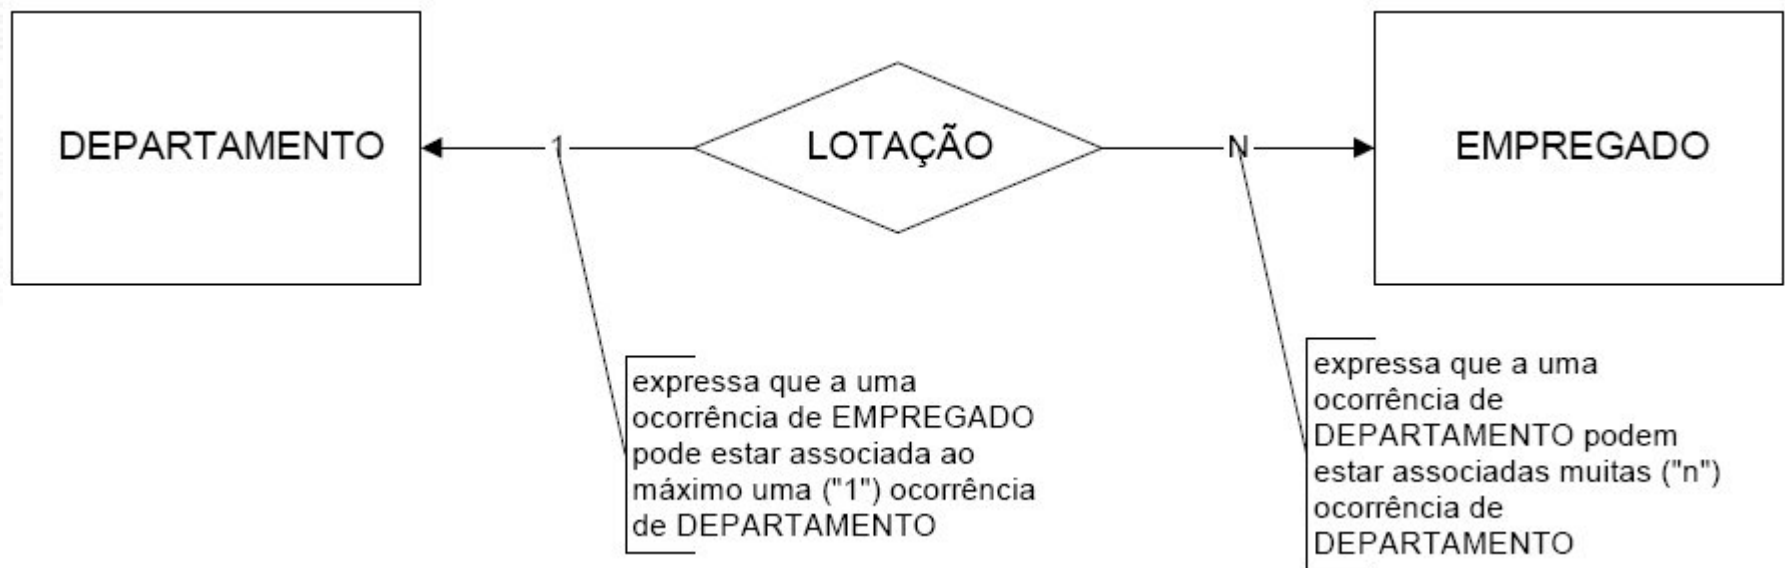 DEPARTAMENTO
1
LOTAÇÃO
N
EMPREGADO
expressa que a uma
ocorrência de EMPREGADO
pode estar associada ao
máximo uma ("1") ocorrência
de DEPARTAMENTO
expressa que a uma
ocorrência de
DEPARTAMENTO podem
estar associadas muitas ("n")
ocorrência de
DEPARTAMENTO